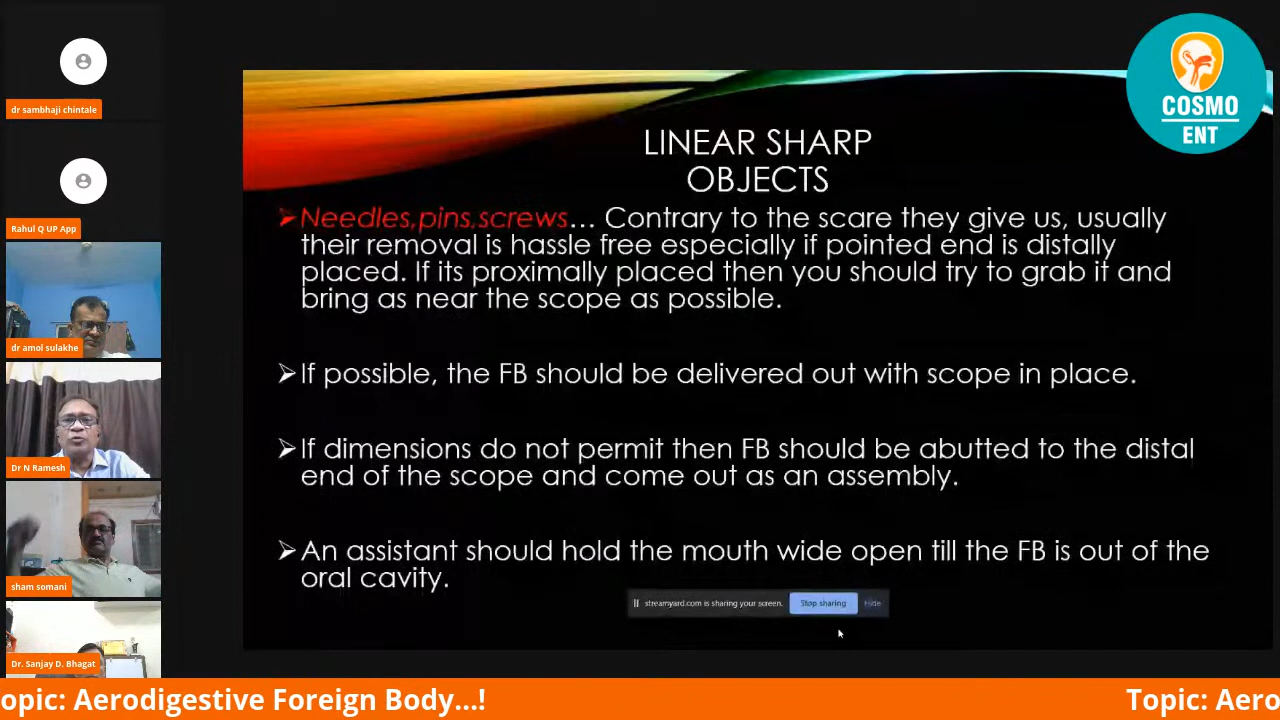 dr sambhaji chintale
Rahul Q UP App
dr amol sulakhe
Dr N Ramesh
sham somani
Dr. Sanjay D. Bhagat
COSMO
ENT
LINEAR SHARP
OBJECTS
Needles,pins,screws... Contrary to the scare they give us, usually
their removal is hassle free especially if pointed end is distally
placed. If its proximally placed then you should try to grab it and
bring as near the scope as possible.
If possible, the FB should be delivered out with scope in place.
If dimensions do not permit then FB should be abutted to the distal
end of the scope and come out as an assembly.
An assistant should hold the mouth wide open till the FB is out of the
oral cavity.
streamyard.com is sharing your screen. Stop sharing Hide
opic: Aerodigestive Foreign Body...! Topic: Aero